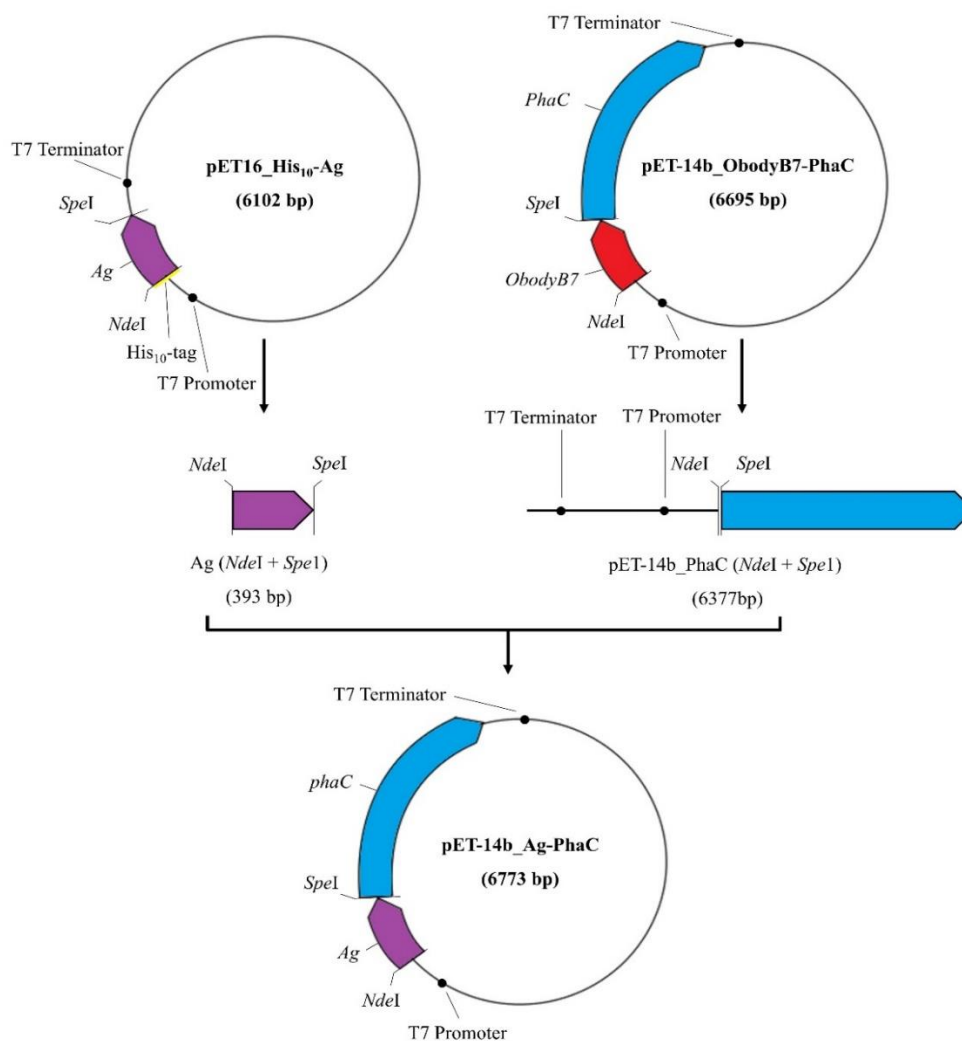 T7 Terminator
SpeI
Ag
NdeI
His₁₀-tag
T7 Promoter
pET16_His₁₀-Ag
(6102 bp)
T7 Terminator
PhaC
pET-14b_ObodyB7-PhaC
(6695 bp)
SpeI
ObodyB7
NdeI
T7 Promoter
NdeI
SpeI
Ag (NdeI + Spe1)
(393 bp)
T7 Terminator
T7 Promoter
NdeI
SpeI
pET-14b_PhaC (NdeI + Spe1)
(6377bp)
T7 Terminator
phaC
pET-14b_Ag-PhaC
(6773 bp)
SpeI
Ag
NdeI
T7 Promoter